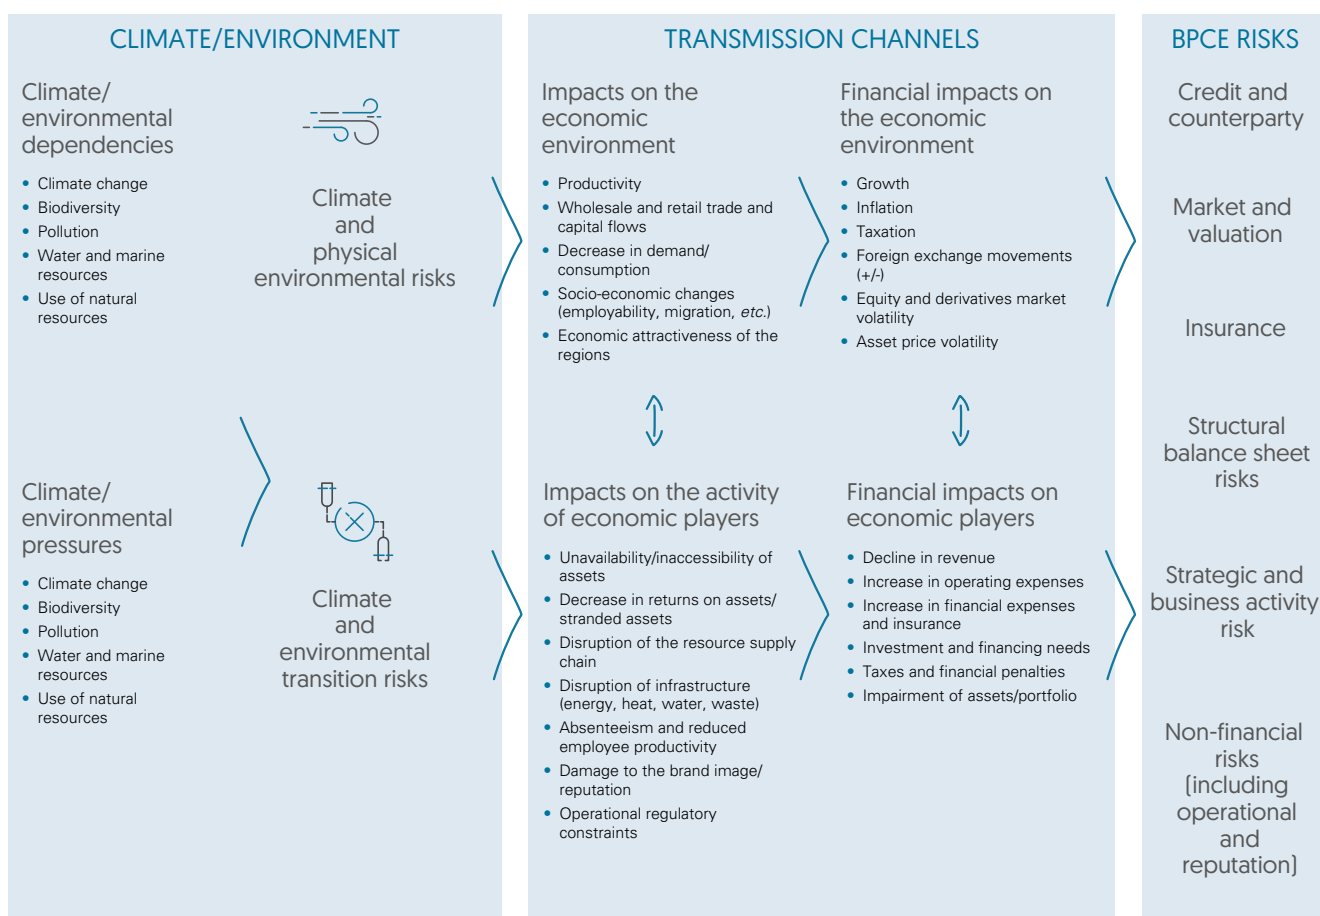 CLIMATE/ENVIRONMENT
Climate/
environmental
dependencies
• Climate change
• Biodiversity
• Pollution
• Water and marine
resources
• Use of natural
resources
Climate
and
physical
environmental risks
Climate/
environmental
pressures
• Climate change
• Biodiversity
• Pollution
• Water and marine
resources
• Use of natural
resources
Climate
and
environmental
transition risks
TRANSMISSION CHANNELS
Impacts on the
economic
environment
• Productivity
• Wholesale and retail trade and
capital flows
• Decrease in demand/
consumption
• Socio-economic changes
(employability, migration, etc.)
• Economic attractiveness of the
regions
Financial impacts on
the economic
environment
• Growth
• Inflation
• Taxation
• Foreign exchange movements
(+/-)
• Equity and derivatives market
volatility
• Asset price volatility
Impacts on the activity
of economic players
• Unavailability/inaccessibility of
assets
• Decrease in returns on assets/
stranded assets
• Disruption of the resource supply
chain
• Disruption of infrastructure
(energy, heat, water, waste)
• Absenteeism and reduced
employee productivity
• Damage to the brand image/
reputation
• Operational regulatory
constraints
Financial impacts on
economic players
• Decline in revenue
• Increase in operating expenses
• Increase in financial expenses
and insurance
• Investment and financing needs
• Taxes and financial penalties
• Impairment of assets/portfolio
BPCE RISKS
Credit and
counterparty
Market and
valuation
Insurance
Structural
balance sheet
risks
Strategic and
business activity
risk
Non-financial
risks
(including
operational
and
reputation)